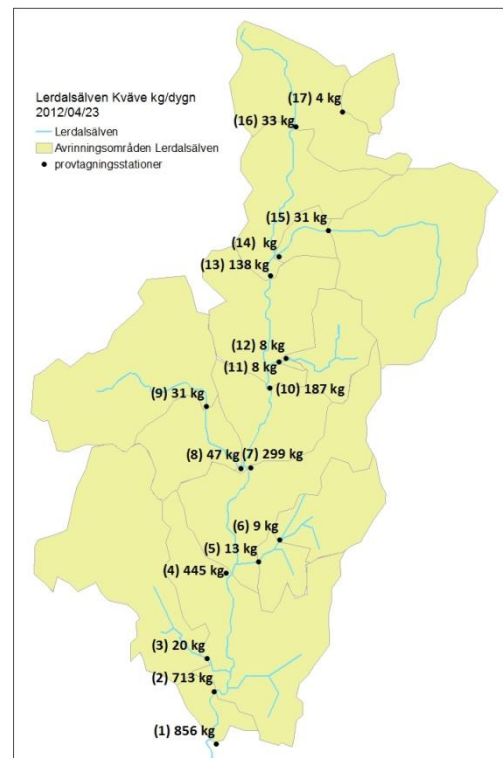 Lerdalsälven Kväve kg/dygn
2012/04/23
Lerdalsälven
Avrinningsområden Lerdalsälven
provtagningsstationer
(17) 4 kg
(16) 33 kg
(15) 31 kg
(14) kg
(13) 138 kg
(12) 8 kg
(11) 8 kg
(10) 187 kg
(9) 31 kg
(8) 47 kg (7) 299 kg
(6) 9 kg
(5) 13 kg
(4) 445 kg
(3) 20 kg
(2) 713 kg
(1) 856 kg